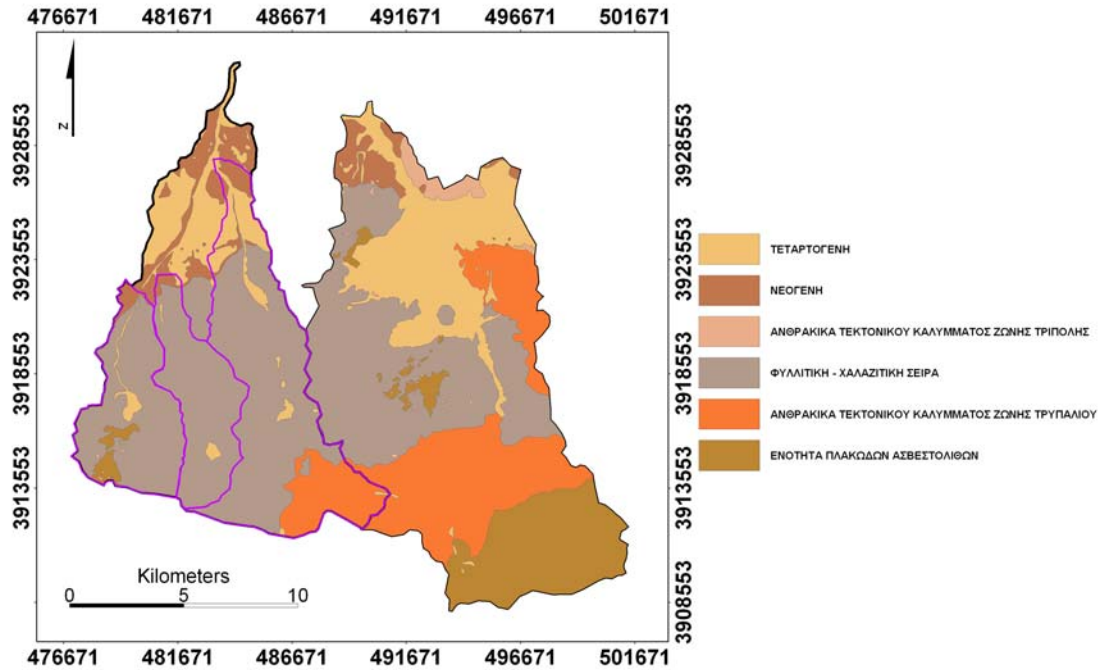 476671 481671 486671 491671 496671 501671
3928553
3923553
3918553
3913553
3908553
N
3928553
3923553
3918553
3913553
3908553
Kilometers
0 5 10
476671 481671 486671 491671 496671 501671
ΤΕΤΑΡΤΟΓΕΝΗ
ΝΕΟΓΕΝΗ
ΑΝΘΡΑΚΙΚΑ ΤΕΚΤΟΝΙΚΟΥ ΚΑΛΥΜΜΑΤΟΣ ΖΩΝΗΣ ΤΡΙΠΟΛΗΣ
ΦΥΛΛΙΤΙΚΗ - ΧΑΛΑΖΙΤΙΚΗ ΣΕΙΡΑ
ΑΝΘΡΑΚΙΚΑ ΤΕΚΤΟΝΙΚΟΥ ΚΑΛΥΜΜΑΤΟΣ ΖΩΝΗΣ ΤΡΥΠΑΛΙΟΥ
ΕΝΟΤΗΤΑ ΠΛΑΚΩΔΩΝ ΑΣΒΕΣΤΟΛΙΘΩΝ